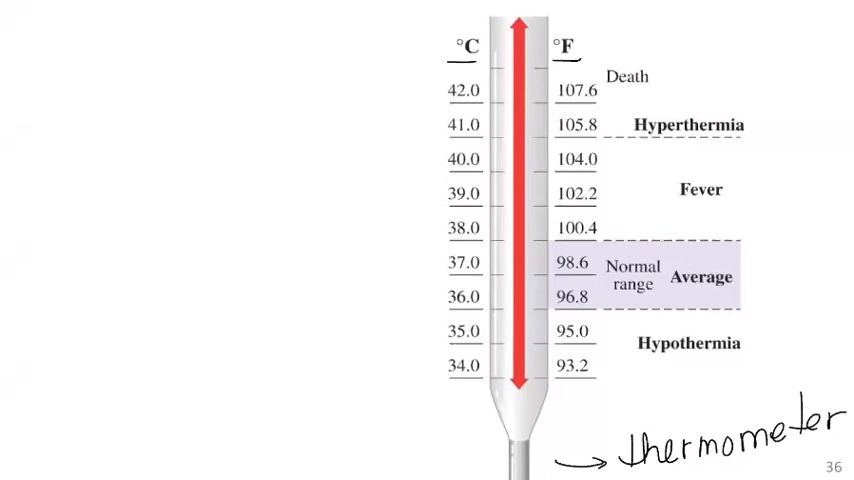 °C °F
Death
42.0 107.6
41.0 105.8 Hyperthermia
40.0 104.0
39.0 102.2 Fever
38.0 100.4
37.0 98.6 Normal
range Average
36.0 96.8
35.0 95.0
Hypothermia
34.0 93.2
thermometer
36